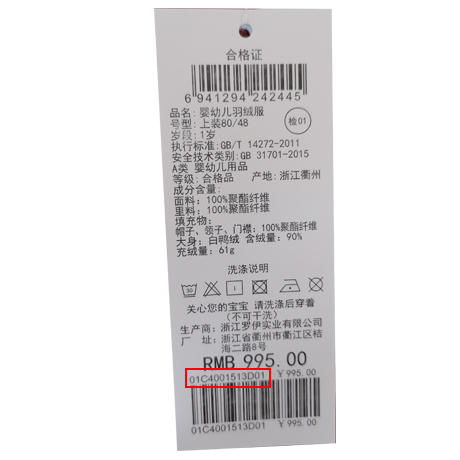 合格证
6 941294 242445
品名: 婴幼儿羽绒服
号型: 上装80/48
检01
岁段: 1岁
执行标准:GB/T 14272-2011
安全技术类别:GB 31701-2015
A类 婴幼儿用品
等级: 合格品 产地: 浙江衢州
成分含量:
面料: 100%聚酯纤维
里料: 100%聚酯纤维
填充物:
帽子、领子、门襟: 100%聚酯纤维
大身: 白鸭绒 含绒量: 90%
充绒量: 61g
洗涤说明
30
关心您的宝宝 请洗涤后穿着
(不可干洗)
生产商: 浙江罗伊实业有限公司
厂 址: 浙江省衢州市衢江区桔
海二路8号
RMB 995.00
01C4001513D01 ¥995.00
01C4001513D01 ¥995.00